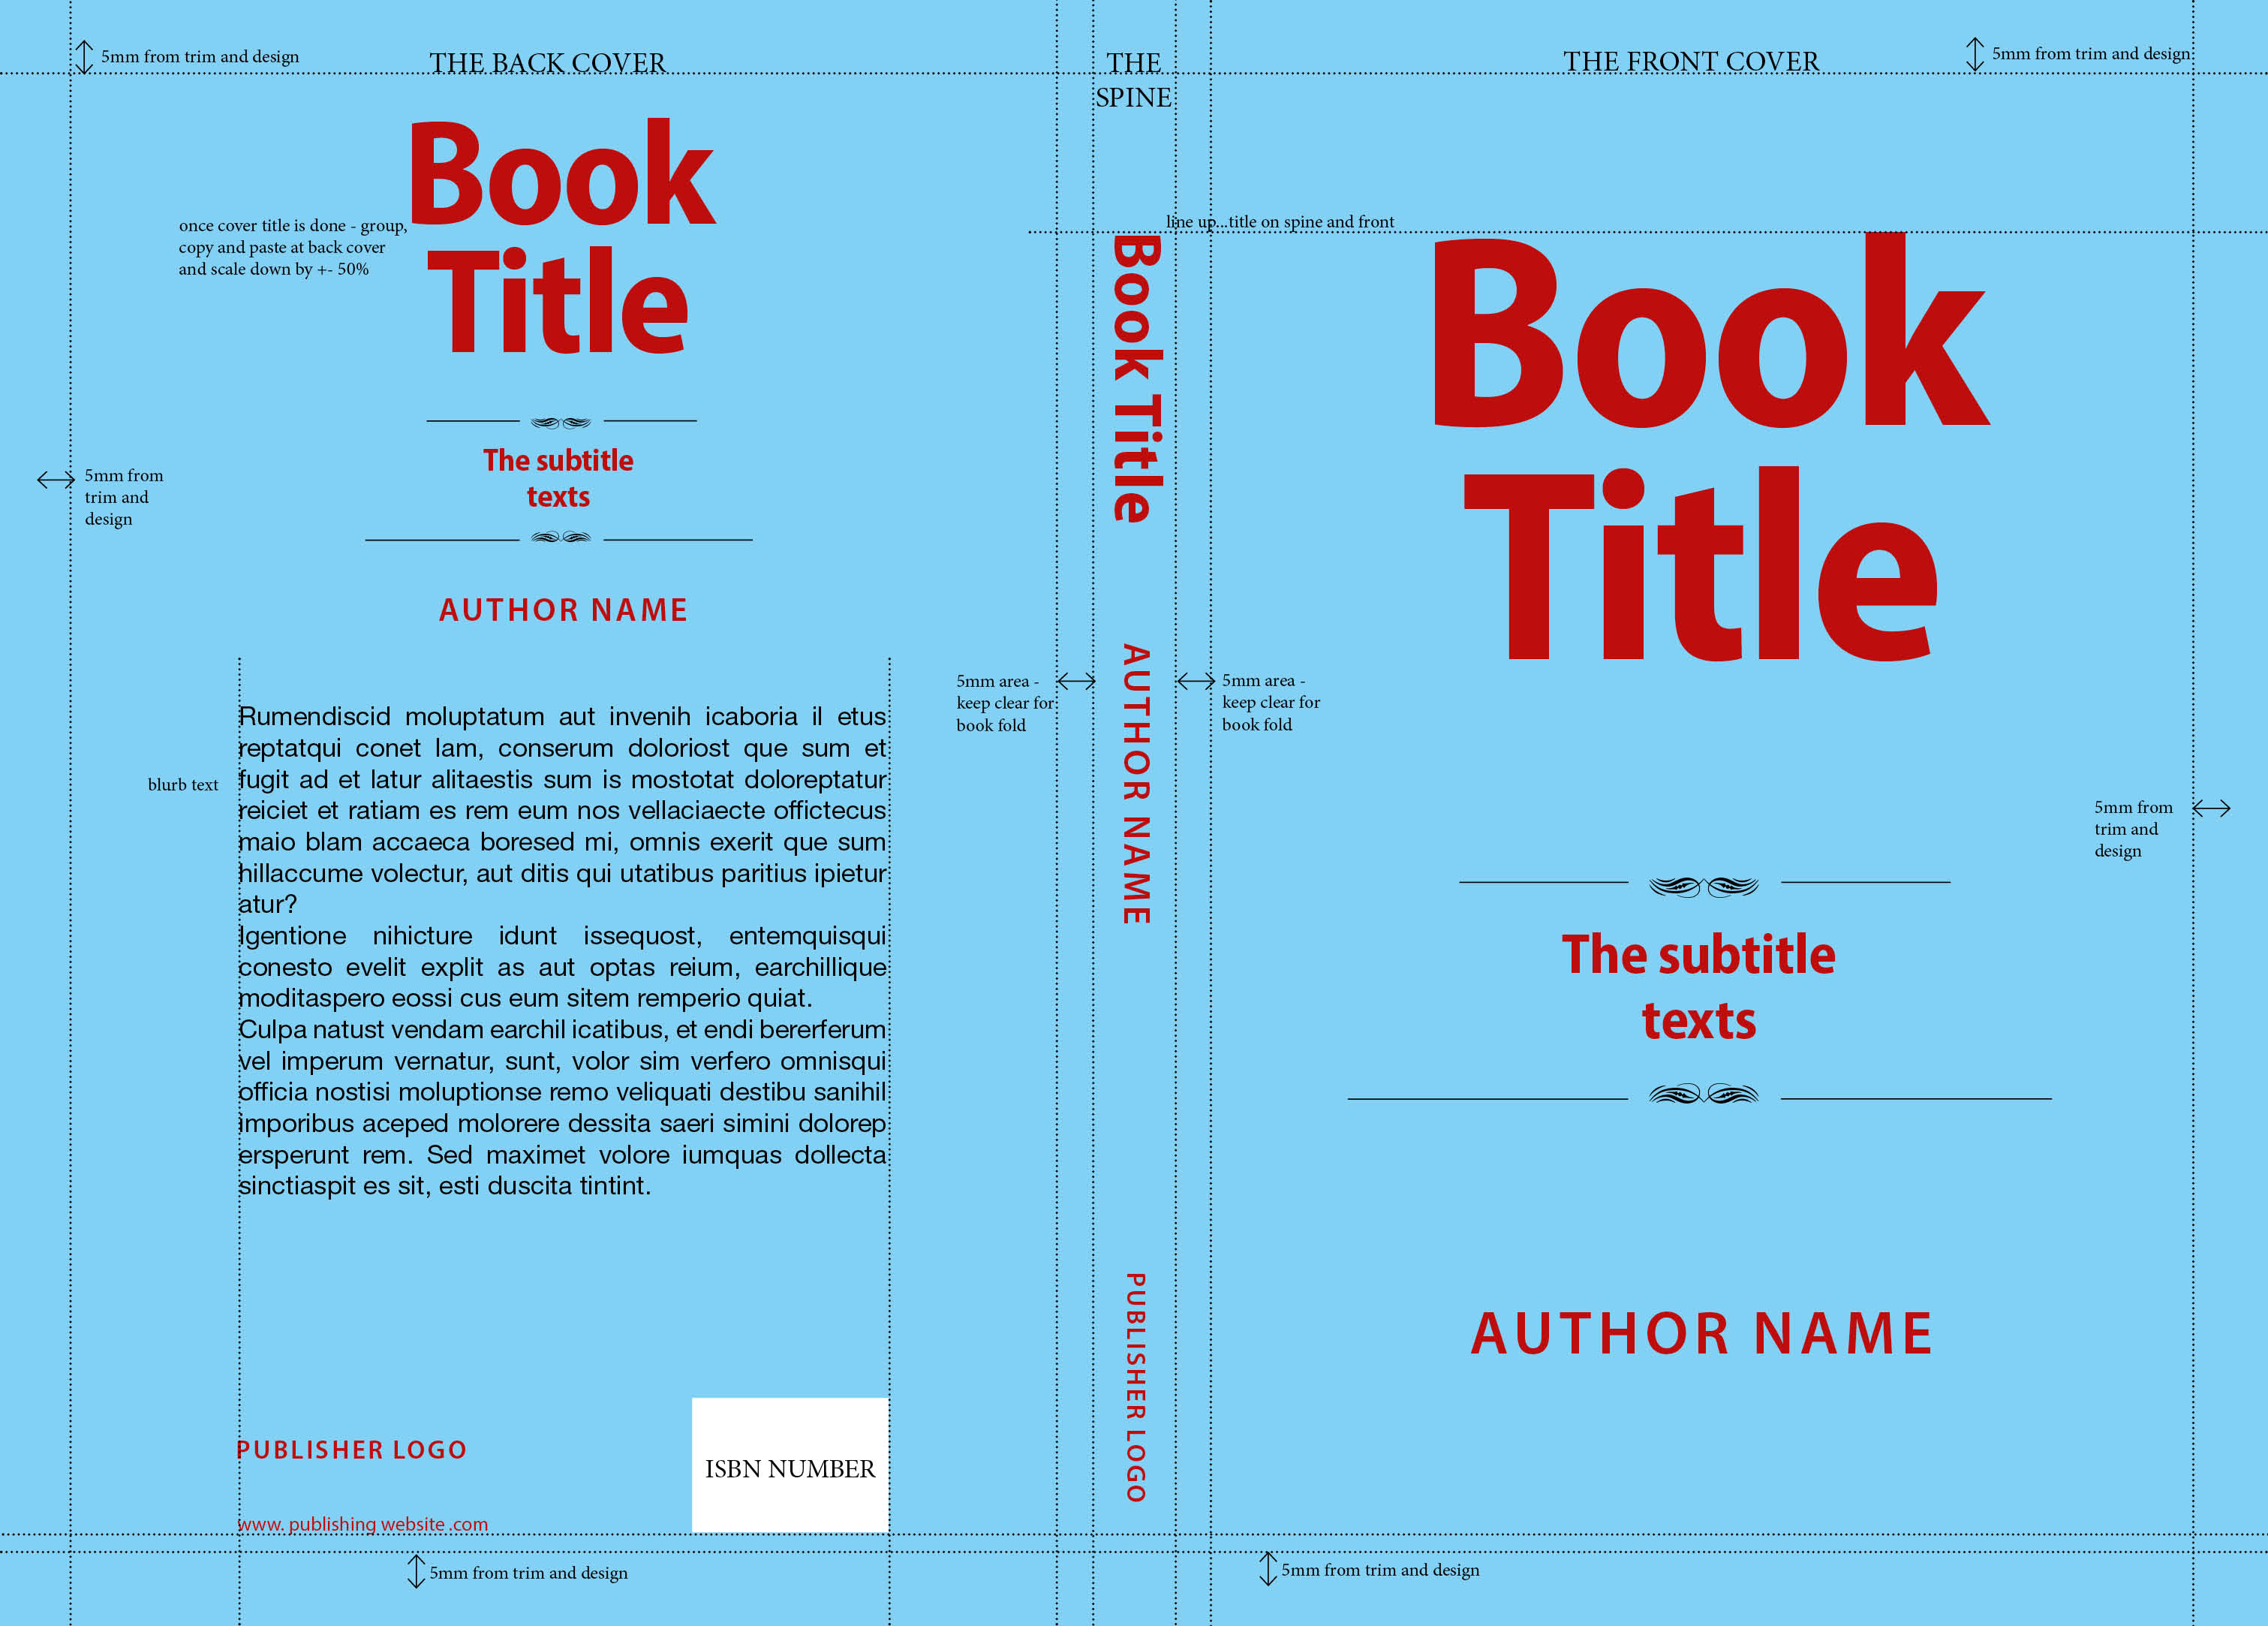 5mm from trim and design
THE BACK COVER
Book
Title
once cover title is done - group,
copy and paste at back cover
and scale down by +- 50%
The subtitle
texts
5mm from
trim and
design
AUTHOR NAME
blurb text
Rumendiscid moluptatum aut invenih icaboria il etus
reptatqui conet lam, conserum doloriost que sum et
fugit ad et latur alitaestis sum is mostotat doloreptatur
reiciet et ratiam es rem eum nos vellaciaecte offictecus
maio blam accaeca boresed mi, omnis exerit que sum
hillaccume volectur, aut ditis qui utatibus paritius ipietur
atur?
Igentione nihicture idunt issequost, entemquisqui
conesto evelit explit as aut optas reium, earchillique
moditaspero eossi cus eum sitem remperio quiat.
Culpa natust vendam earchil icatibus, et endi bererferum
vel imperum vernatur, sunt, volor sim verfero omnisqui
officia nostisi moluptionse remo veliquati destibu sanihil
imporibus aceped molorere dessita saeri simini dolorep
ersperunt rem. Sed maximet volore iumquas dollecta
sinctiaspit es sit, esti duscita tintint.
PUBLISHER LOGO
www. publishing website .com
ISBN NUMBER
5mm from trim and design
THE
SPINE
line up...title on spine and front
Book Title
5mm area -
keep clear for
book fold
AUTHOR NAME
5mm area -
keep clear for
book fold
PUBLISHER LOGO
THE FRONT COVER
5mm from trim and design
Book
Title
5mm from
trim and
design
The subtitle
texts
AUTHOR NAME
5mm from trim and design